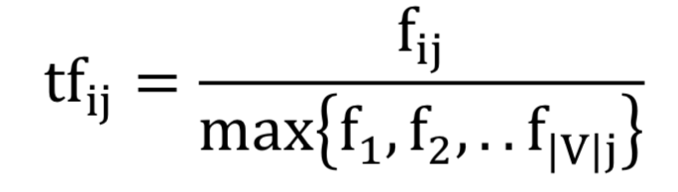 tf_ij = f_ij / max{f_1, f_2, . . f_|V|j}